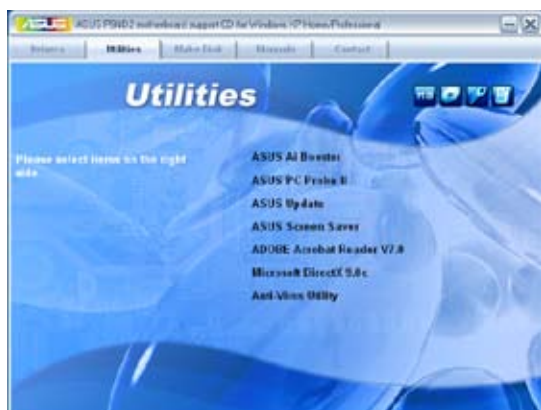 ASUS P5ND2 motherboard support CD for Windows XP Home/Professional
Drivers
Utilities
Make Disk
Manuals
Contact
Utilities
Please select items on the right
side
ASUS AI Booster
ASUS PC Probe II
ASUS Update
ASUS Screen Saver
ADOBE Acrobat Reader V7.0
Microsoft DirectX 9.0c
Anti-Virus Utility